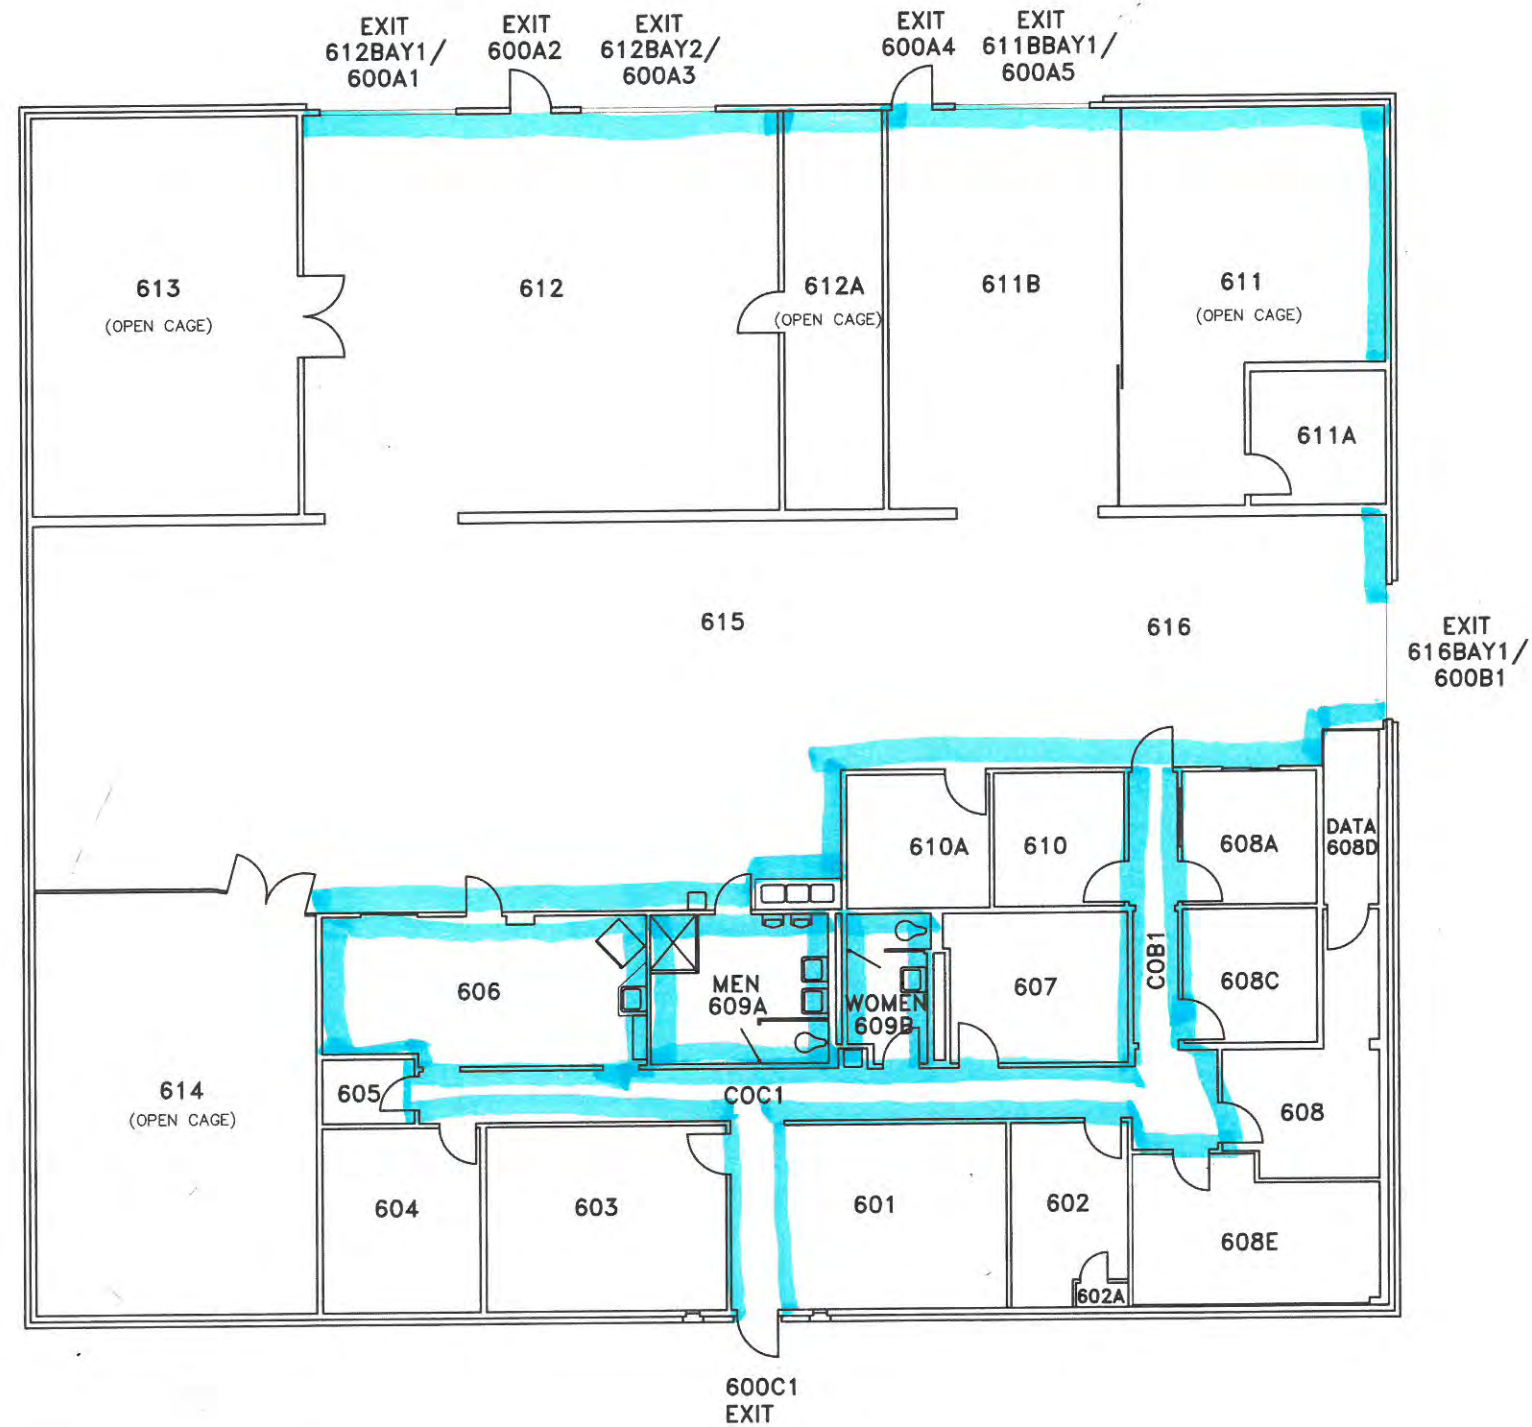 EXIT
612BAY1/
600A1
EXIT
600A2
EXIT
612BAY2/
600A3
EXIT
600A4
EXIT
611BBAY1/
600A5
613
(OPEN CAGE)
612
612A
(OPEN CAGE)
611B
611
(OPEN CAGE)
611A
615
616
EXIT
616BAY1/
600B1
610A
610
608A
DATA
608D
606
MEN
609A
WOMEN
609B
607
COB1
608C
614
(OPEN CAGE)
605
COC1
608
604
603
601
602
602A
608E
600C1
EXIT